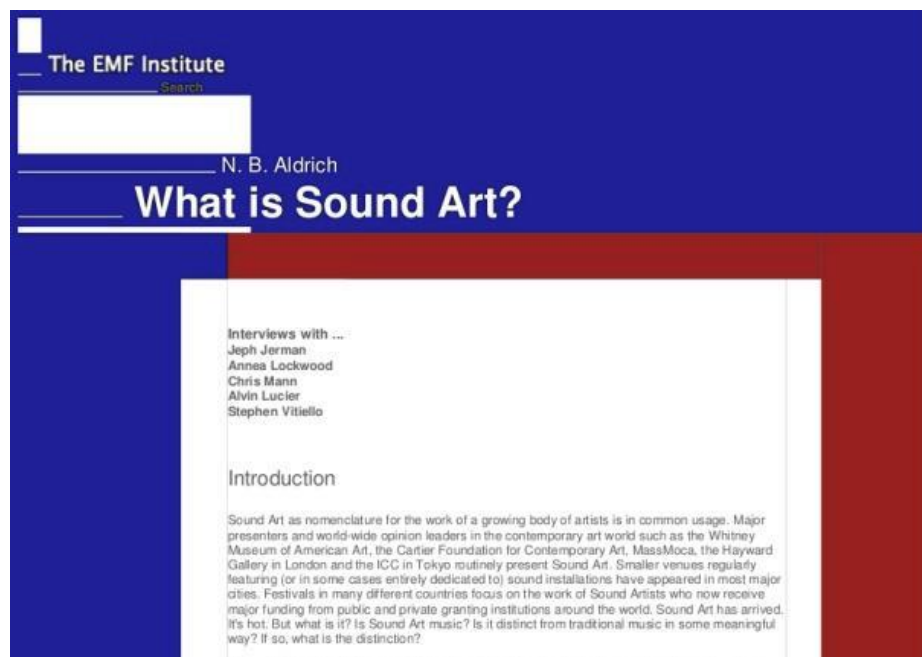 The EMF Institute
Search
N. B. Aldrich
What is Sound Art?
Interviews with ...
Jeph Jerman
Annea Lockwood
Chris Mann
Alvin Lucier
Stephen Vitiello
Introduction
Sound Art as nomenclature for the work of a growing body of artists is in common usage. Major
presenters and world-wide opinion leaders in the contemporary art world such as the Whitney
Museum of American Art, the Cartier Foundation for Contemporary Art, MassMoca, the Hayward
Gallery in London and the ICC in Tokyo routinely present Sound Art. Smaller venues regularly
featuring (or in some cases entirely dedicated to) sound installations have appeared in most major
cities. Festivals in many different countries focus on the work of Sound Artists who now receive
major funding from public and private granting institutions around the world. Sound Art has arrived.
It's hot. But what is it? Is Sound Art music? Is it distinct from traditional music in some meaningful
way? If so, what is the distinction?